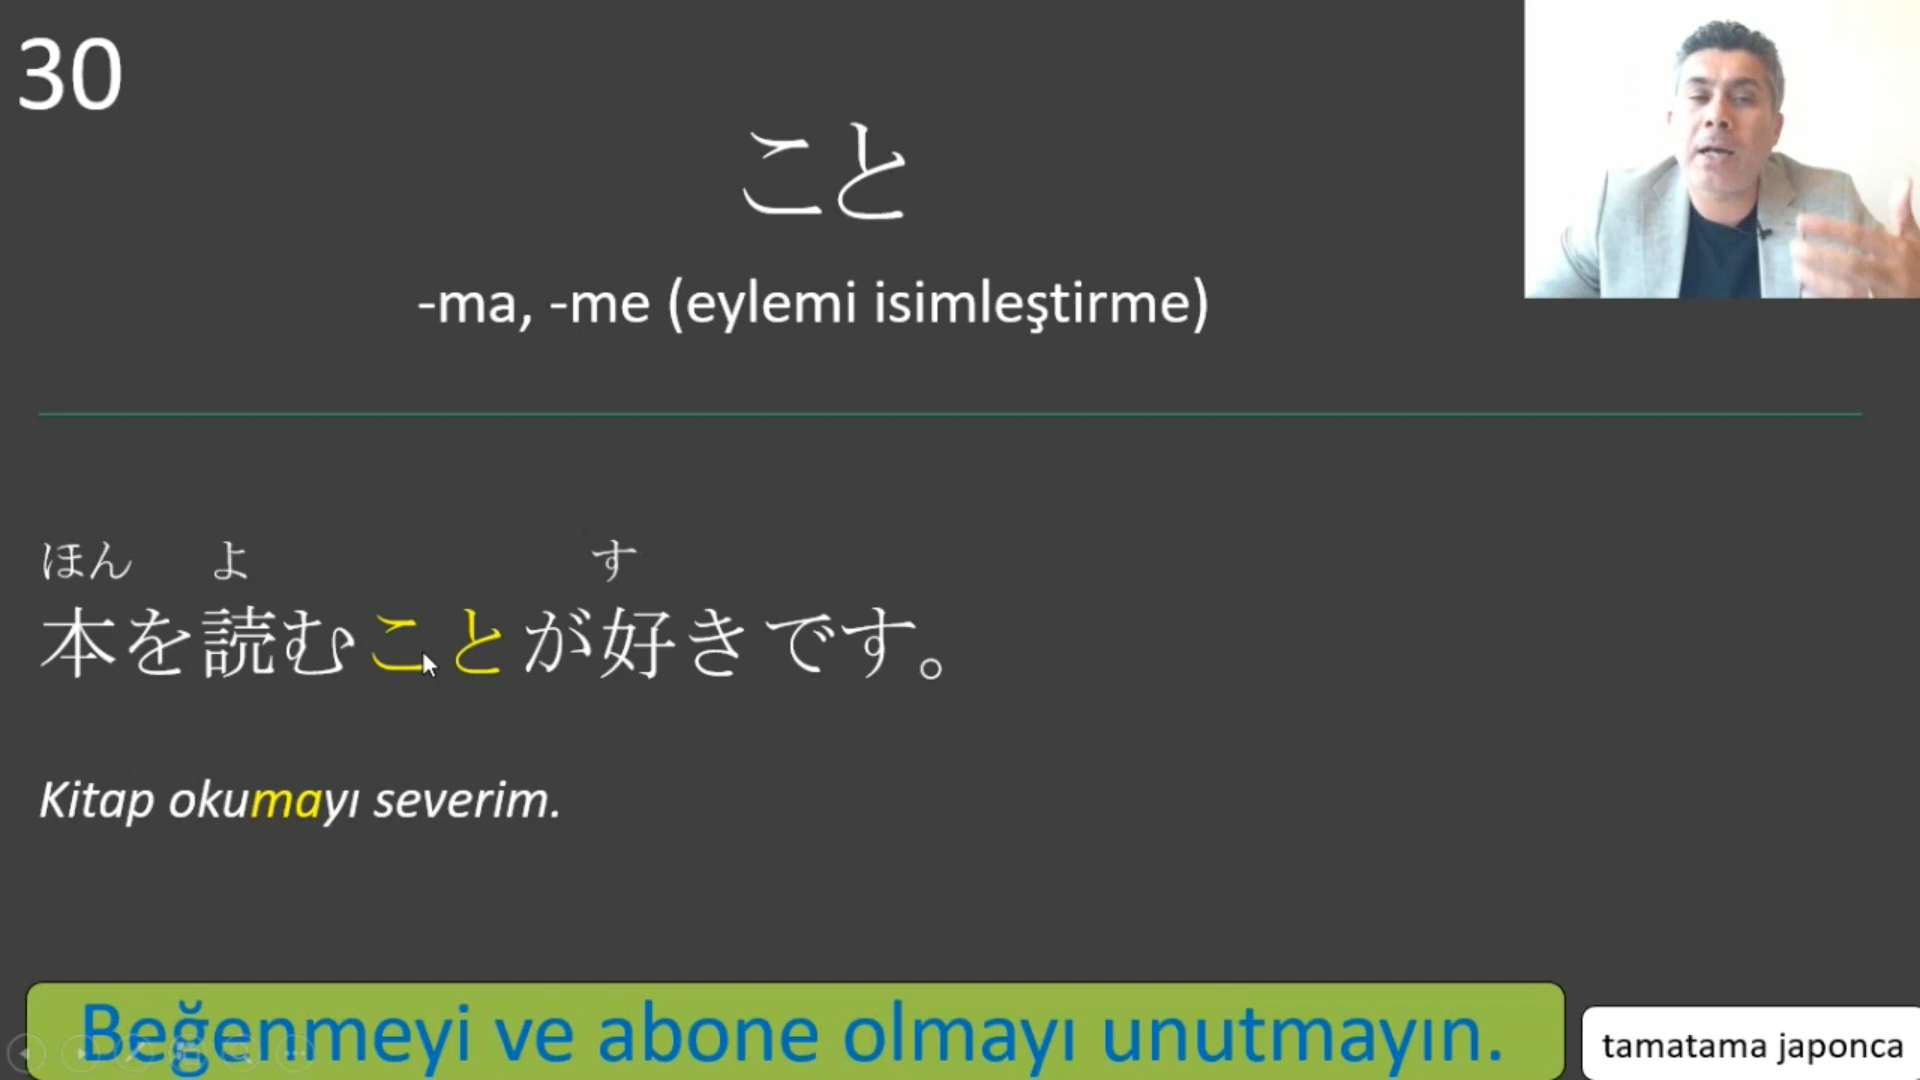 30
こと
-ma, -me (eylemi isimleştirme)
ほん よ す
本を読むことが好きです。
Kitap okumayı severim.
Beğenmeyi ve abone olmayı unutmayın.
tamatama japonca